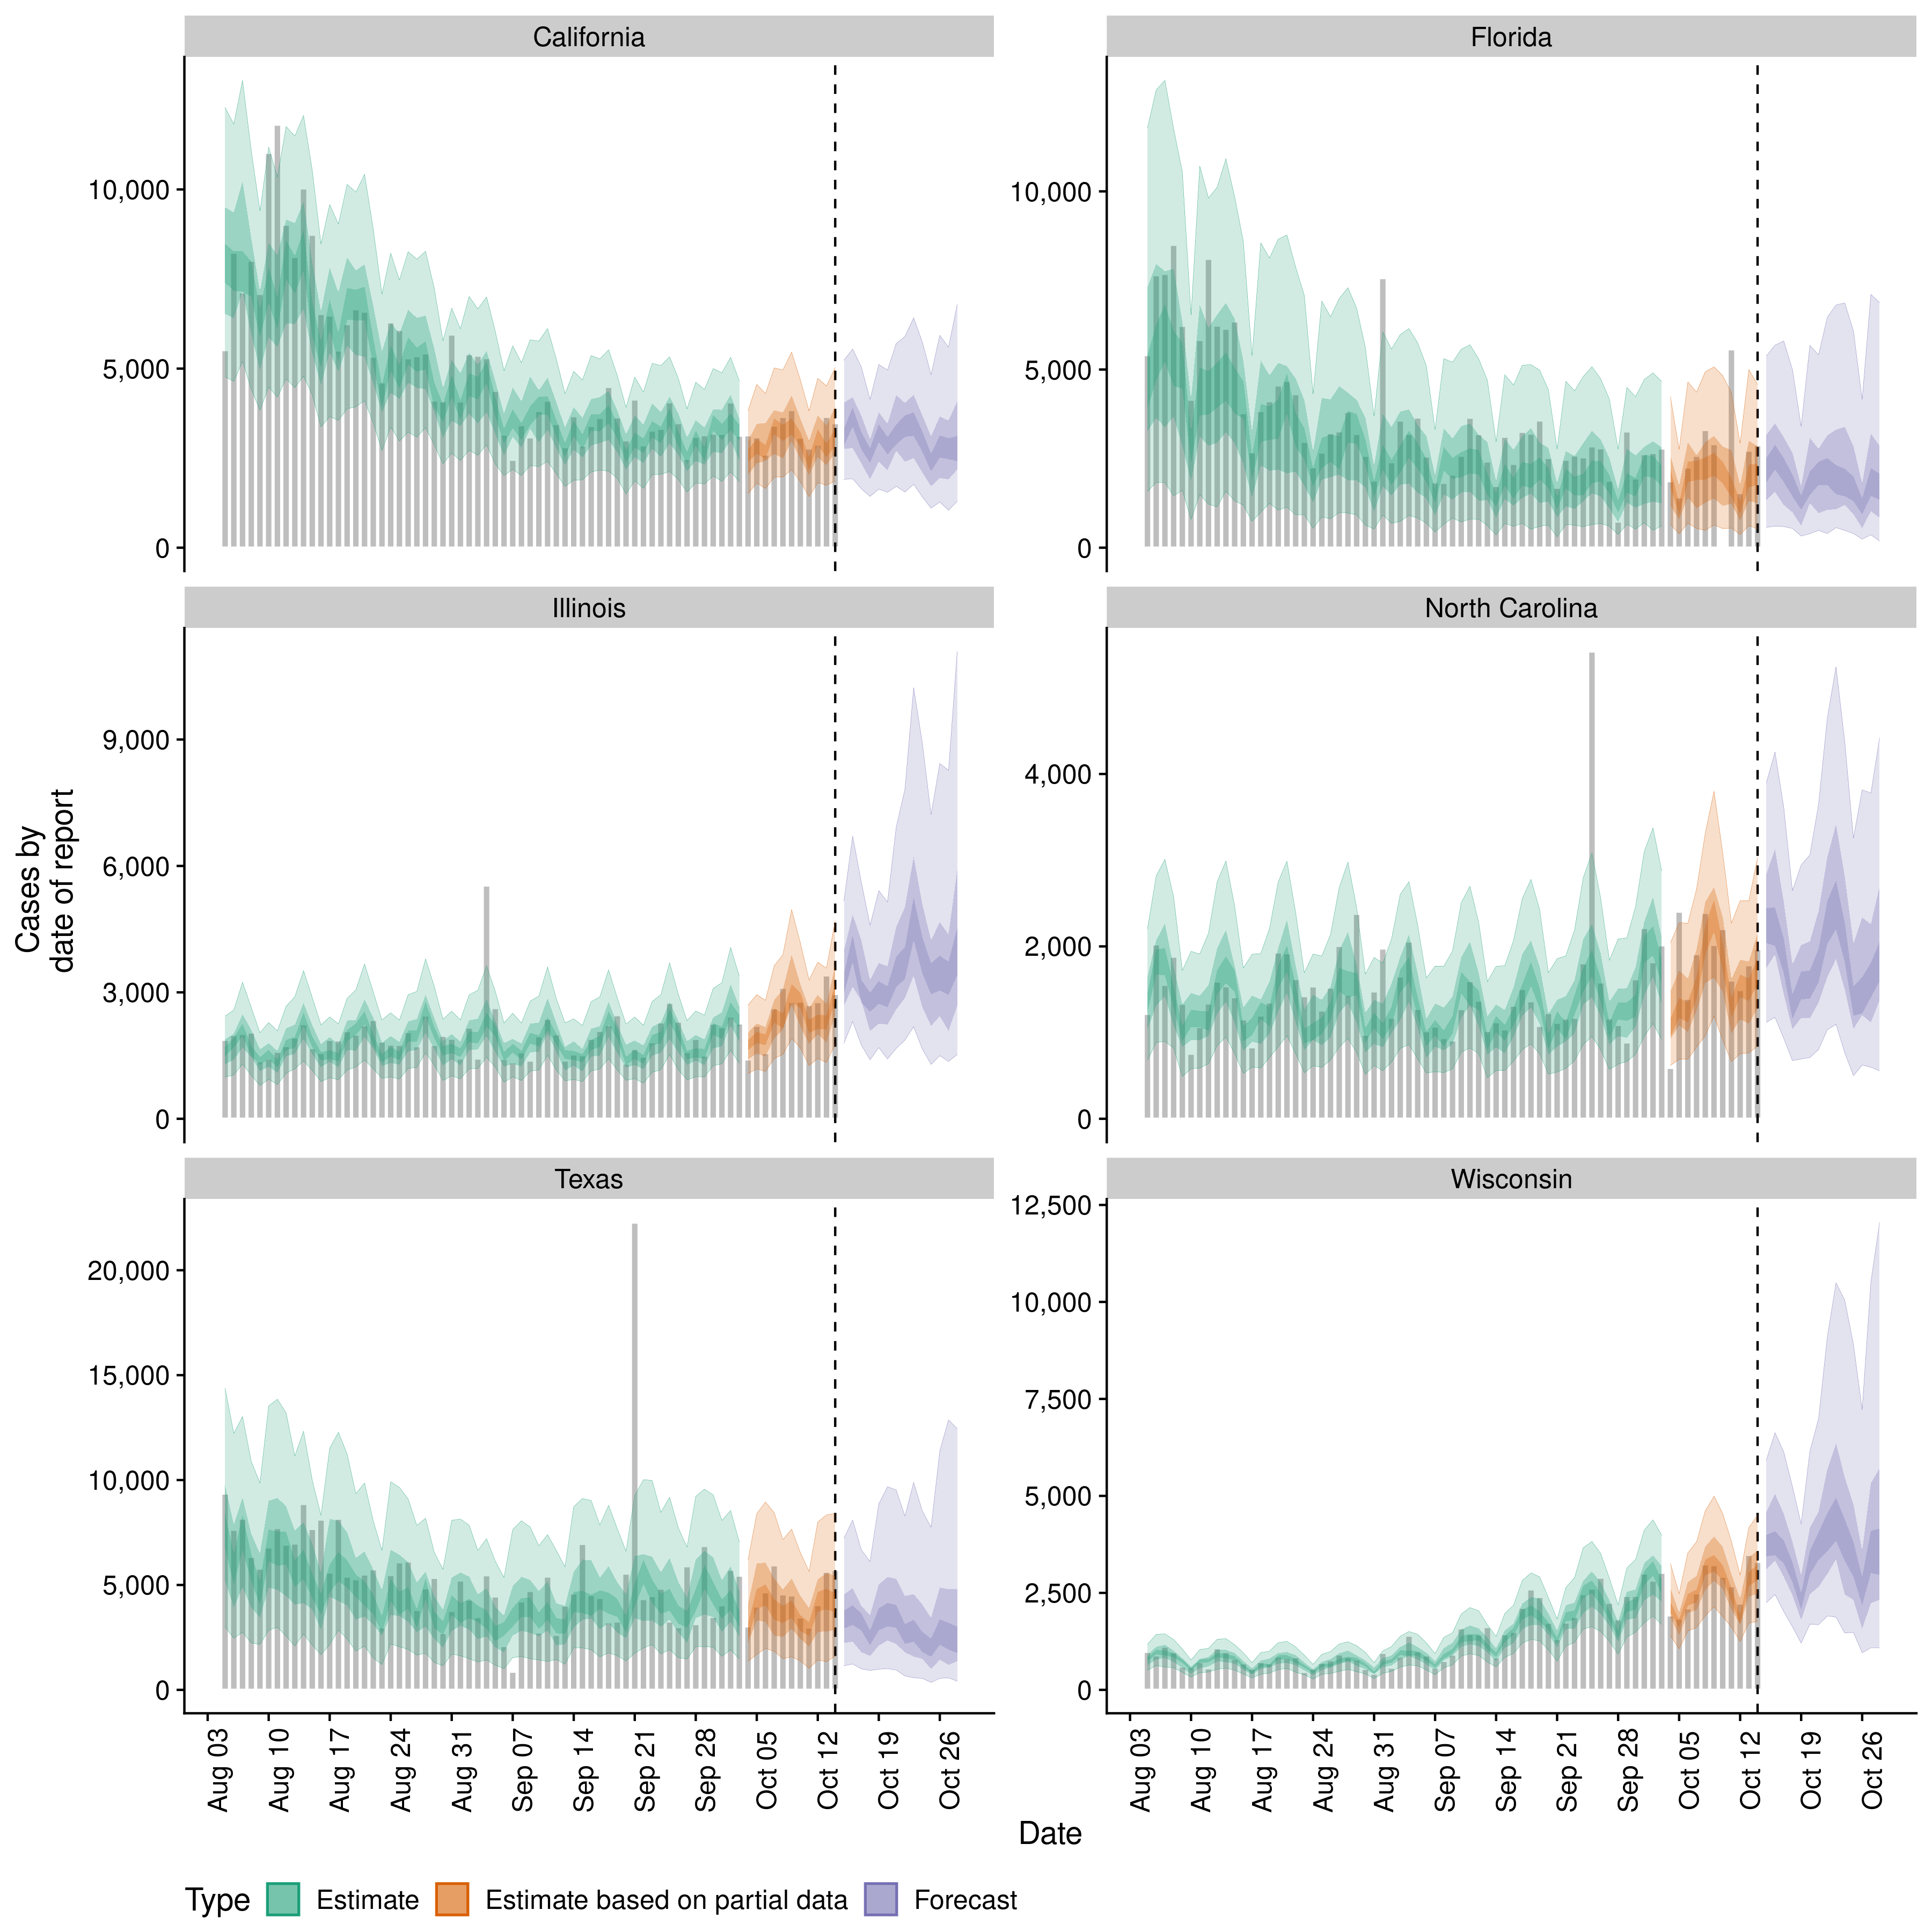 California
Florida
10,000
5,000
0
10,000
5,000
0
Illinois
North Carolina
9,000
6,000
3,000
0
4,000
2,000
0
Cases by
date of report
Texas
Wisconsin
20,000
15,000
10,000
5,000
0
12,500
10,000
7,500
5,000
2,500
0
Aug 03
Aug 10
Aug 17
Aug 24
Aug 31
Sep 07
Sep 14
Sep 21
Sep 28
Oct 05
Oct 12
Oct 19
Oct 26
Aug 03
Aug 10
Aug 17
Aug 24
Aug 31
Sep 07
Sep 14
Sep 21
Sep 28
Oct 05
Oct 12
Oct 19
Oct 26
Date
Type Estimate Estimate based on partial data Forecast